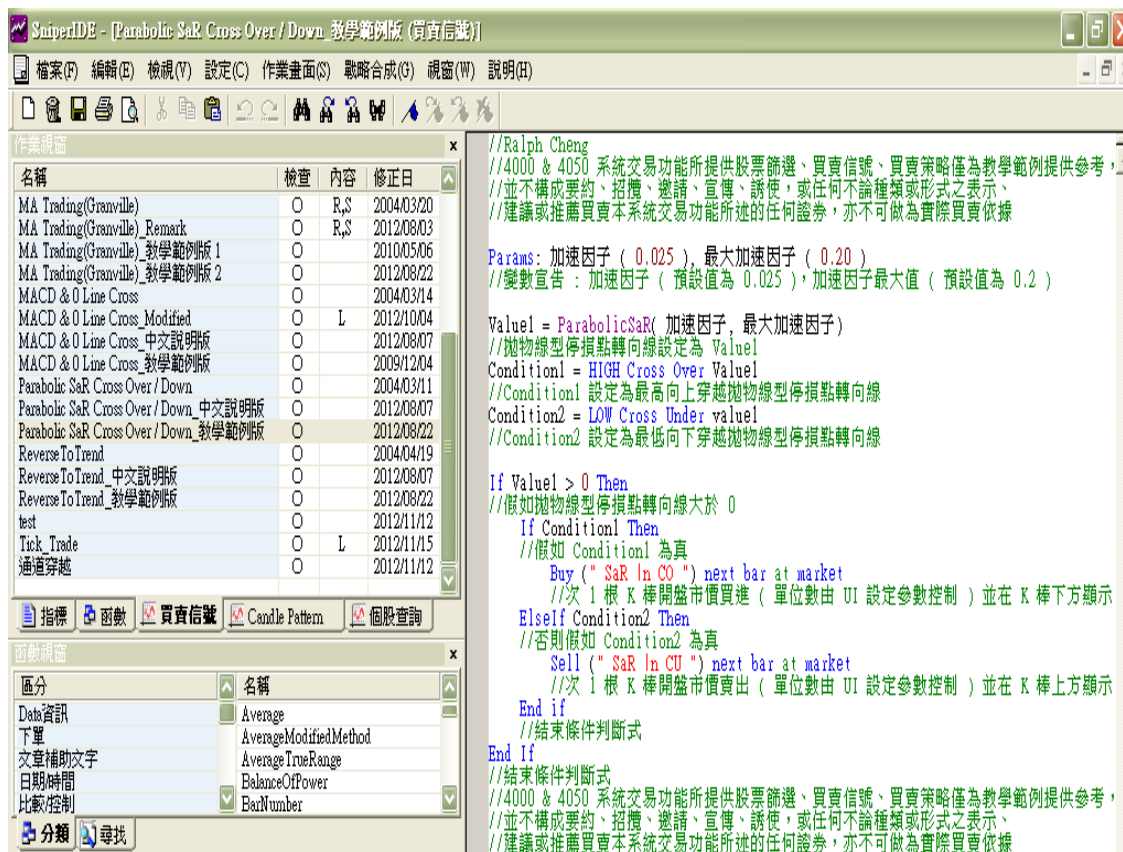 SniperIDE - [Parabolic SaR Cross Over / Down_教學範例版 (買賣信號)]
檔案(F) 編輯(E) 檢視(V) 設定(C) 作業畫面(S) 戰略合成(G) 視窗(W) 說明(H)
作業視窗
名稱 檢查 內容 修正日
MA Trading(Granville) O R,S 2004/03/20
MA Trading(Granville)_Remark O R,S 2012/08/03
MA Trading(Granville)_教學範例版 1 O 2010/05/06
MA Trading(Granville)_教學範例版 2 O 2012/08/22
MACD & 0 Line Cross O 2004/03/14
MACD & 0 Line Cross_Modified O L 2012/10/04
MACD & 0 Line Cross_中文說明版 O 2012/08/07
MACD & 0 Line Cross_教學範例版 O 2009/12/04
Parabolic SaR Cross Over / Down O 2004/03/11
Parabolic SaR Cross Over / Down_中文說明版 O 2012/08/07
Parabolic SaR Cross Over / Down_教學範例版 O 2012/08/22
ReverseToTrend O 2004/04/19
ReverseToTrend_中文說明版 O 2012/08/07
ReverseToTrend_教學範例版 O 2012/08/22
test O 2012/11/12
Tick_Trade O L 2012/11/15
通道穿越 O 2012/11/12
指標 函數 買賣信號 Candle Pattern 個股查詢
函數視窗
區分
Data資訊
下單
文章補助文字
日期/時間
比較/控制
名稱
Average
AverageModifiedMethod
AverageTrueRange
BalanceOfPower
BarNumber
分類 尋找
//Ralph Cheng
//4000 & 4050 系統交易功能所提供股票篩選、買賣信號、買賣策略僅為教學範例提供參考，
//並不構成要約、招攬、邀請、宣傳、誘使，或任何不論種類或形式之表示、
//建議或推薦買賣本系統交易功能所述的任何證券，亦不可做為實際買賣依據
Params: 加速因子 ( 0.025 ), 最大加速因子 ( 0.20 )
//變數宣告 : 加速因子 ( 預設值為 0.025 )，加速因子最大值 ( 預設值為 0.2 )
Value1 = ParabolicSaR( 加速因子, 最大加速因子)
//拋物線型停損點轉向線設定為 Value1
Condition1 = HIGH Cross Over Value1
//Condition1 設定為最高向上穿越拋物線型停損點轉向線
Condition2 = LOW Cross Under value1
//Condition2 設定為最低向下穿越拋物線型停損點轉向線
If Value1 > 0 Then
//假如拋物線型停損點轉向線大於 0
If Condition1 Then
//假如 Condition1 為真
Buy (" SaR In CO ") next bar at market
//次 1 根 K 棒開盤市價買進 ( 單位數由 UI 設定參數控制 ) 並在 K 棒下方顯示
ElseIf Condition2 Then
//否則假如 Condition2 為真
Sell (" SaR In CU ") next bar at market
//次 1 根 K 棒開盤市價賣出 ( 單位數由 UI 設定參數控制 ) 並在 K 棒上方顯示
End if
//結束條件判斷式
End If
//結束條件判斷式
//4000 & 4050 系統交易功能所提供股票篩選、買賣信號、買賣策略僅為教學範例提供參考，
//並不構成要約、招攬、邀請、宣傳、誘使，或任何不論種類或形式之表示、
//建議或推薦買賣本系統交易功能所述的任何證券，亦不可做為實際買賣依據